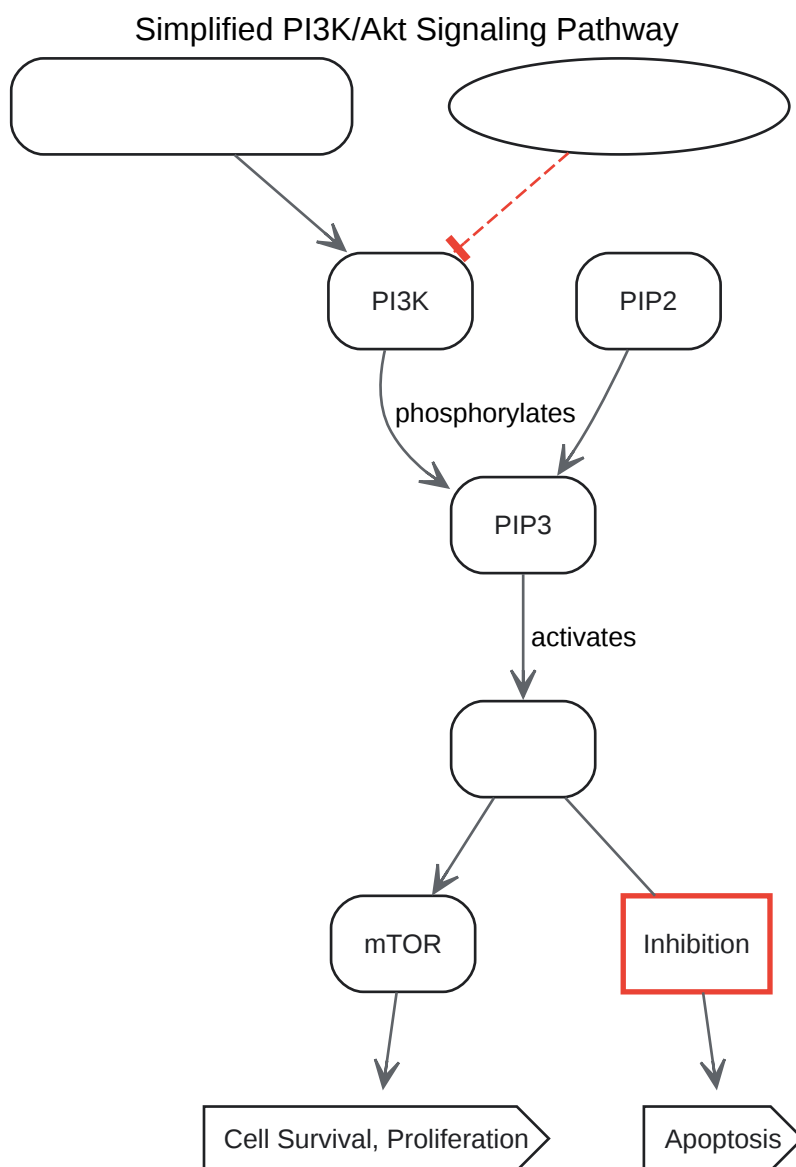 Simplified PI3K/Akt Signaling Pathway
PI3K
PIP2
phosphorylates
PIP3
activates
mTOR
Inhibition
Cell Survival, Proliferation
Apoptosis